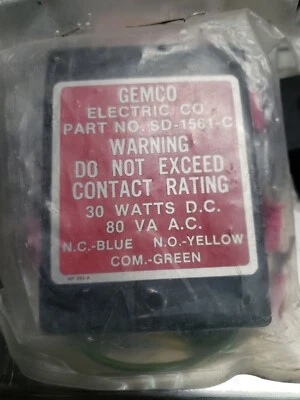 GEMCO
ELECTRIC CO.
PART NO. SD-1561-C
WARNING
DO NOT EXCEED
CONTACT RATING
30 WATTS D.C.
80 VA A.C.
N.C.-BLUE N.O.-YELLOW
COM.-GREEN